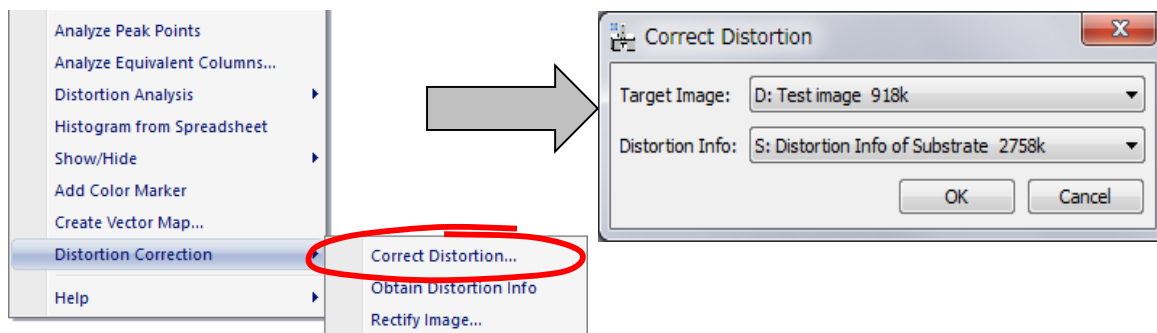 Analyze Peak Points
Analyze Equivalent Columns...
Distortion Analysis
Histogram from Spreadsheet
Show/Hide
Add Color Marker
Create Vector Map...
Distortion Correction
Help
Correct Distortion...
Obtain Distortion Info
Rectify Image...
Correct Distortion
Target Image: D: Test image 918k
Distortion Info: S: Distortion Info of Substrate 2758k
OK Cancel